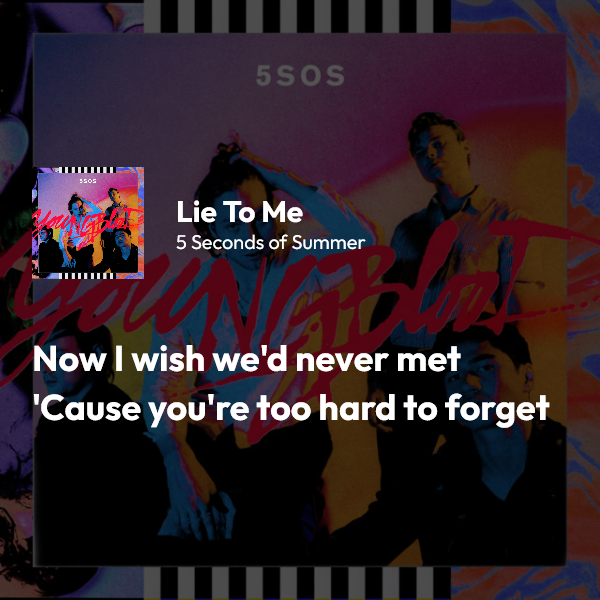 5SOS
5SOS
YOUNGBLOOD
Lie To Me
5 Seconds of Summer
YOUNGBLOOD
Now I wish we'd never met
'Cause you're too hard to forget